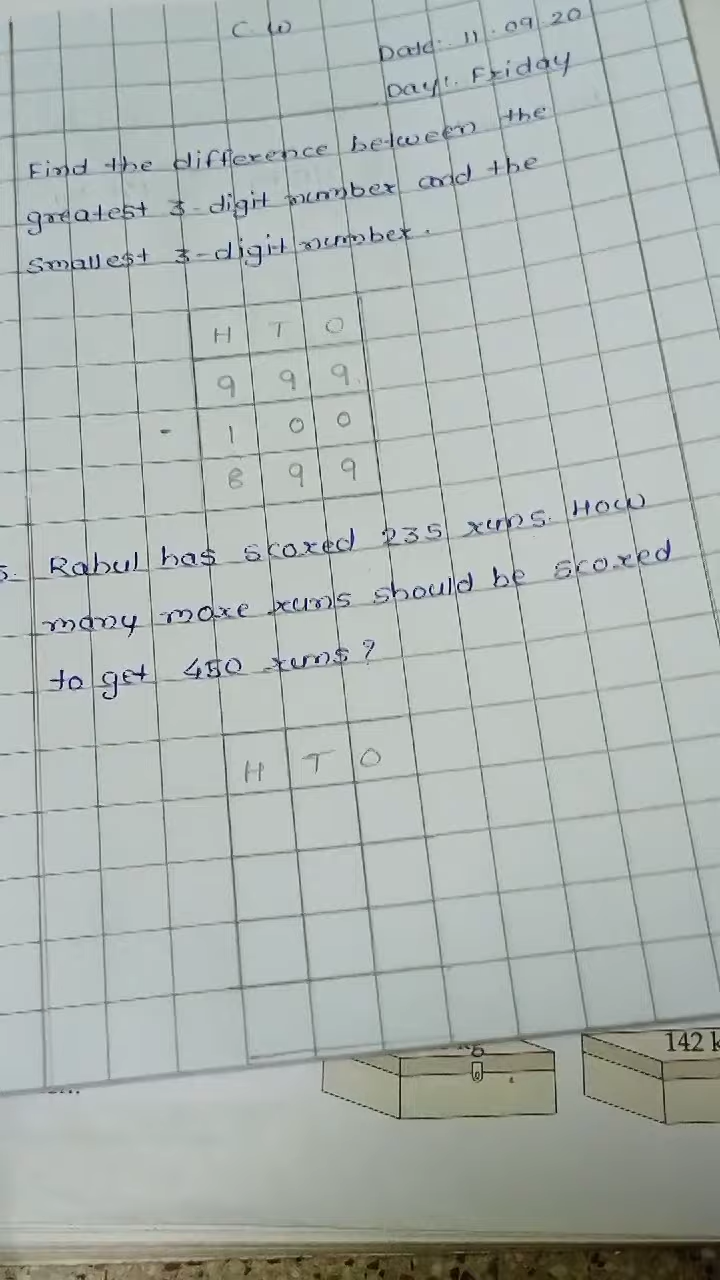 C.W
Date: 11.09.20
Day: Friday
Find the difference between the
greatest 3-digit number and the
smallest 3-digit number.
H T O
9 9 9
- 1 0 0
8 9 9
5. Rahul has scored 235 runs. How
many more runs should be scored
to get 450 runs?
H T O
142 k